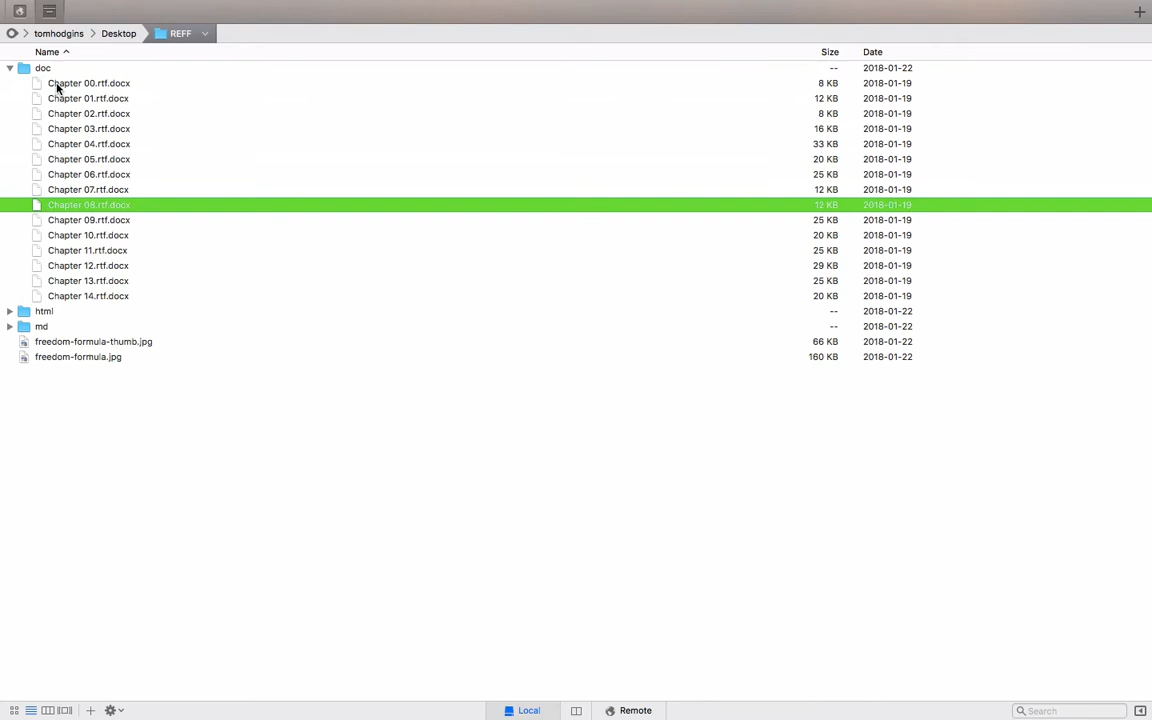 tomhodgins Desktop REFF
Name Size Date
doc -- 2018-01-22
Chapter 00.rtf.docx 8 KB 2018-01-19
Chapter 01.rtf.docx 12 KB 2018-01-19
Chapter 02.rtf.docx 8 KB 2018-01-19
Chapter 03.rtf.docx 16 KB 2018-01-19
Chapter 04.rtf.docx 33 KB 2018-01-19
Chapter 05.rtf.docx 20 KB 2018-01-19
Chapter 06.rtf.docx 25 KB 2018-01-19
Chapter 07.rtf.docx 12 KB 2018-01-19
Chapter 08.rtf.docx 12 KB 2018-01-19
Chapter 09.rtf.docx 25 KB 2018-01-19
Chapter 10.rtf.docx 20 KB 2018-01-19
Chapter 11.rtf.docx 25 KB 2018-01-19
Chapter 12.rtf.docx 29 KB 2018-01-19
Chapter 13.rtf.docx 25 KB 2018-01-19
Chapter 14.rtf.docx 20 KB 2018-01-19
html -- 2018-01-22
md -- 2018-01-22
freedom-formula-thumb.jpg 66 KB 2018-01-22
freedom-formula.jpg 160 KB 2018-01-22
Local Remote Search